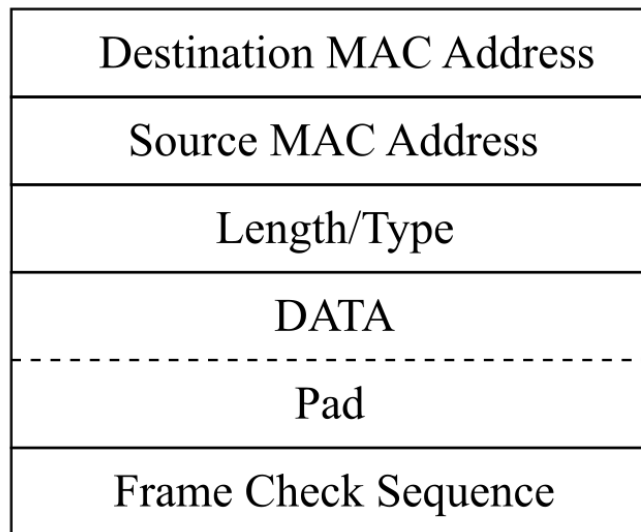 Destination MAC Address
Source MAC Address
Length/Type
DATA
Pad
Frame Check Sequence